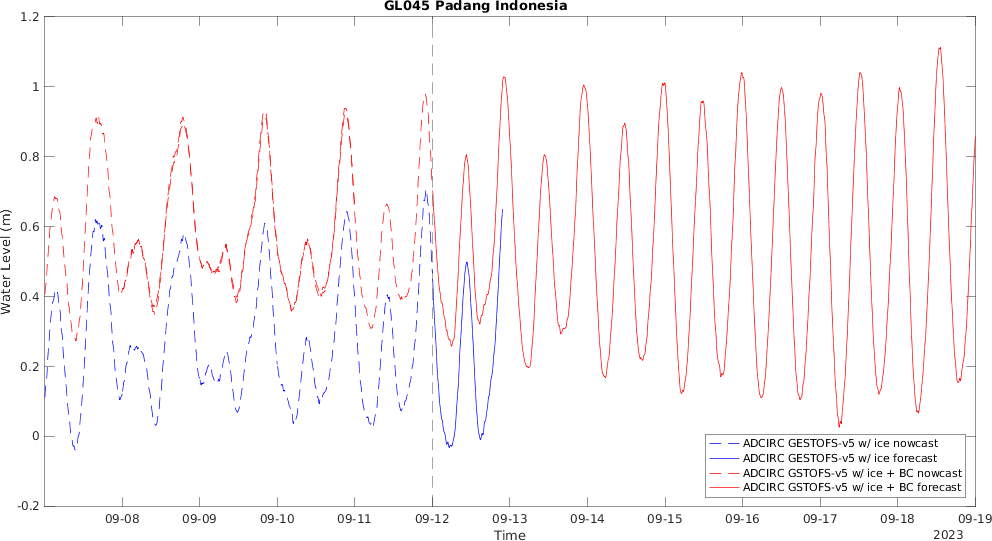 GL045 Padang Indonesia
1.2
1
0.8
0.6
0.4
0.2
0
-0.2
Water Level (m)
09-08 09-09 09-10 09-11 09-12 09-13 09-14 09-15 09-16 09-17 09-18 09-19
Time
2023
ADCIRC GESTOFS-v5 w/ ice nowcast
ADCIRC GESTOFS-v5 w/ ice forecast
ADCIRC GSTOFS-v5 w/ ice + BC nowcast
ADCIRC GSTOFS-v5 w/ ice + BC forecast